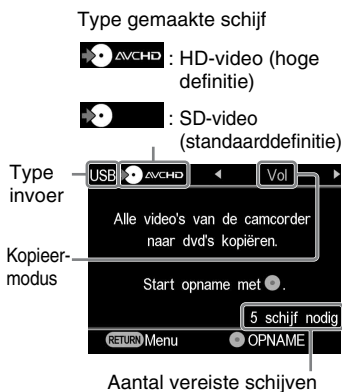 Type gemaakte schijf
AVCHD : HD-video (hoge
definitie)
: SD-video
(standaarddefinitie)
Type
invoer
USB AVCHD Vol
Alle video's van de camcorder
naar dvd's kopiëren.
Kopieer-
modus
Start opname met .
5 schijf nodig
RETURN Menu OPNAME
Aantal vereiste schijven